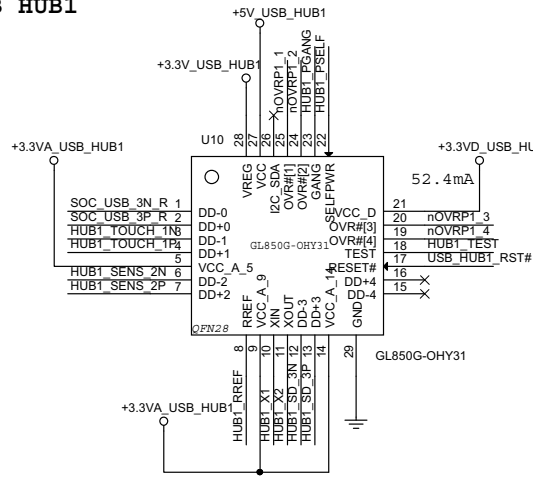 B HUB1
+5V_USB_HUB1
+3.3V_USB_HUB1
nOVRP1_1
nOVRP1_2
HUB1_PGANG
HUB1_PSELF
U10
28
27
26
25
24
23
22
+3.3VA_USB_HUB1
+3.3VD_USB_HU
52.4mA
VREG
VCC
I2C_SDA
OVR#[1]
OVR#[2]
GANG
SELFPWR
SOC_USB_3N_R 1 DD-0
SOC_USB_3P_R 2 DD+0
HUB1_TOUCH_1N 3 DD-1
HUB1_TOUCH_1P 4 DD+1
5 VCC_A_5
HUB1_SENS_2N 6 DD-2
HUB1_SENS_2P 7 DD+2
GL850G-OHY31
VCC_D 21
OVR#[3] 20 nOVRP1_3
OVR#[4] 19 nOVRP1_4
TEST 18 HUB1_TEST
RESET# 17 USB_HUB1_RST#
DD+4 16
DD-4 15
QFN28
RREF
VCC_A_9
XIN
XOUT
DD-3
DD+3
VCC_A_14
GND
8
9
10
11
12
13
14
29
GL850G-OHY31
HUB1_RREF
HUB1_X1
HUB1_X2
HUB1_SD_3N
HUB1_SD_3P
+3.3VA_USB_HUB1